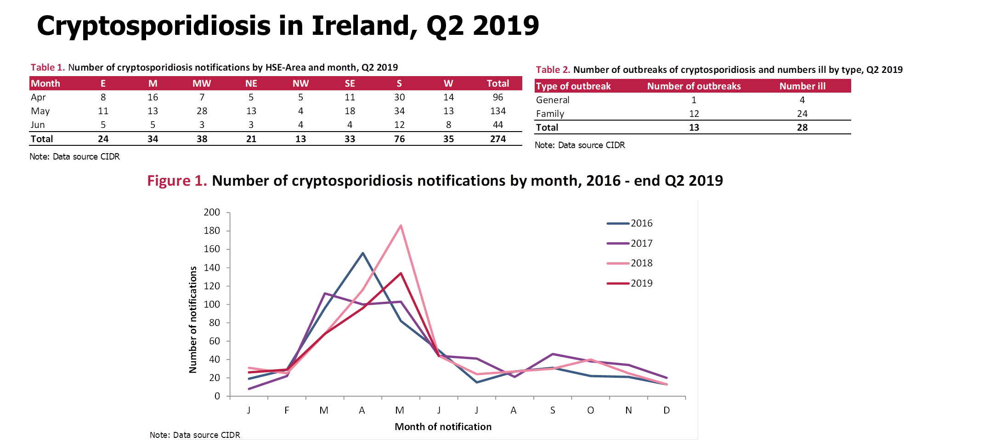 Cryptosporidiosis in Ireland, Q2 2019
Table 1. Number of cryptosporidiosis notifications by HSE-Area and month, Q2 2019
Month E M MW NE NW SE S W Total
Apr 8 16 7 5 5 11 30 14 96
May 11 13 28 13 4 18 34 13 134
Jun 5 5 3 3 4 4 12 8 44
Total 24 34 38 21 13 33 76 35 274
Note: Data source CIDR
Table 2. Number of outbreaks of cryptosporidiosis and numbers ill by type, Q2 2019
Type of outbreak Number of outbreaks Number ill
General 1 4
Family 12 24
Total 13 28
Note: Data source CIDR
Figure 1. Number of cryptosporidiosis notifications by month, 2016 - end Q2 2019
Number of notifications
200
180
160
140
120
100
80
60
40
20
0
2016
2017
2018
2019
J F M A M J J A S O N D
Month of notification
Note: Data source CIDR